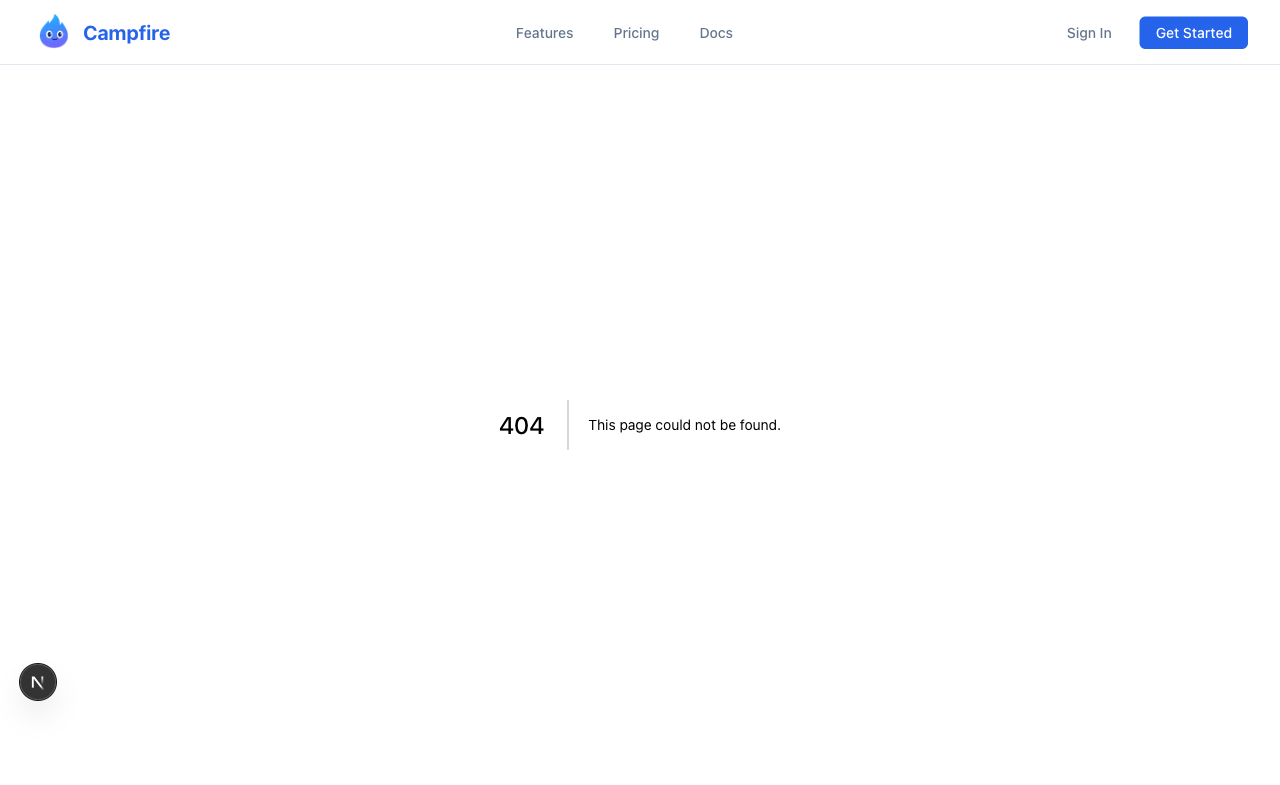 Campfire
Features
Pricing
Docs
Sign In
Get Started
404
This page could not be found.
N